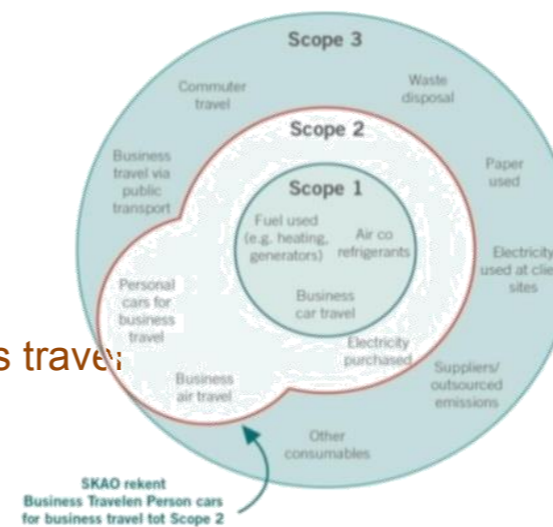 Scope 3
Commuter
travel
Waste
disposal
Scope 2
Business
travel via
public
transport
Paper
used
Scope 1
Fuel used
(e.g. heating,
generators)
Air co
refrigerants
Electricity
used at clie
sites
Personal
cars for
business
travel
Business
car travel
Electricity
purchased
s travel
Business
air travel
Suppliers/
outsourced
emissions
Other
consumables
SKAO rekent
Business Travelen Person cars
for business travel tot Scope 2